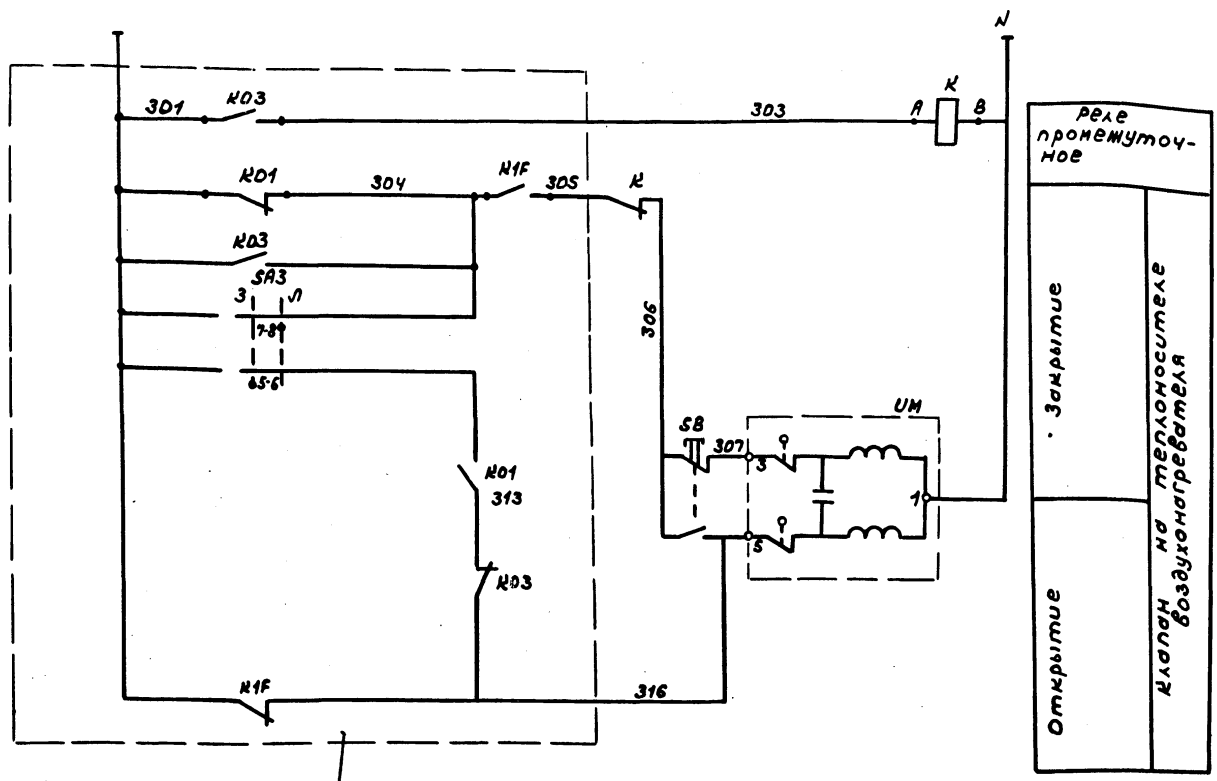 N
301
КО3
303
А
К
В
КО1
304
К1F
305
К
КО3
SA3
З
Л
7-8
5-6
306
КО1
313
КО3
SB
307
UM
3
1
5
К1F
316
реле
промежуточ-
ное
Закрытие
Открытие
Клапан на теплоносителе
воздухонагревателя